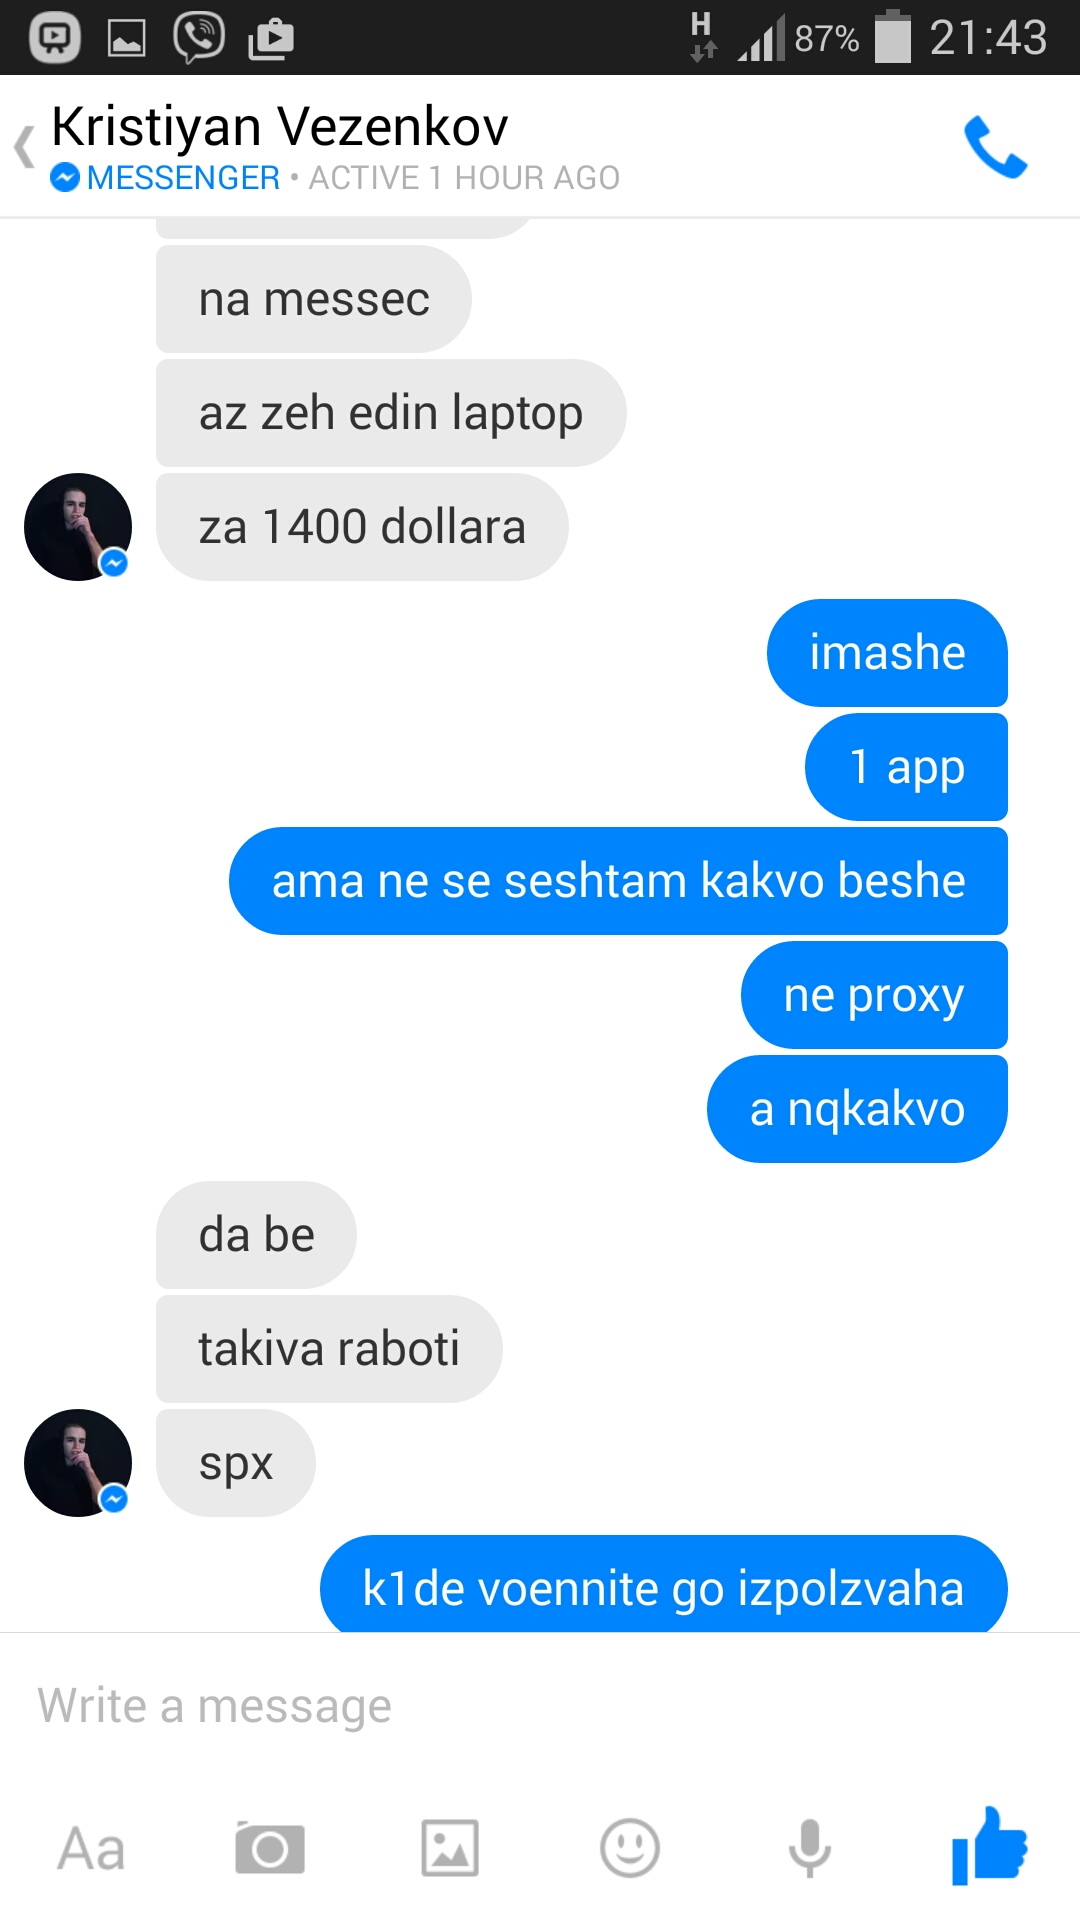 H 87% 21:43
Kristiyan Vezenkov
MESSENGER • ACTIVE 1 HOUR AGO
na messec
az zeh edin laptop
za 1400 dollara
imashe
1 app
ama ne se seshtam kakvo beshe
ne proxy
a nqkakvo
da be
takiva raboti
spx
k1de voennite go izpolzvaha
Write a message
Aa